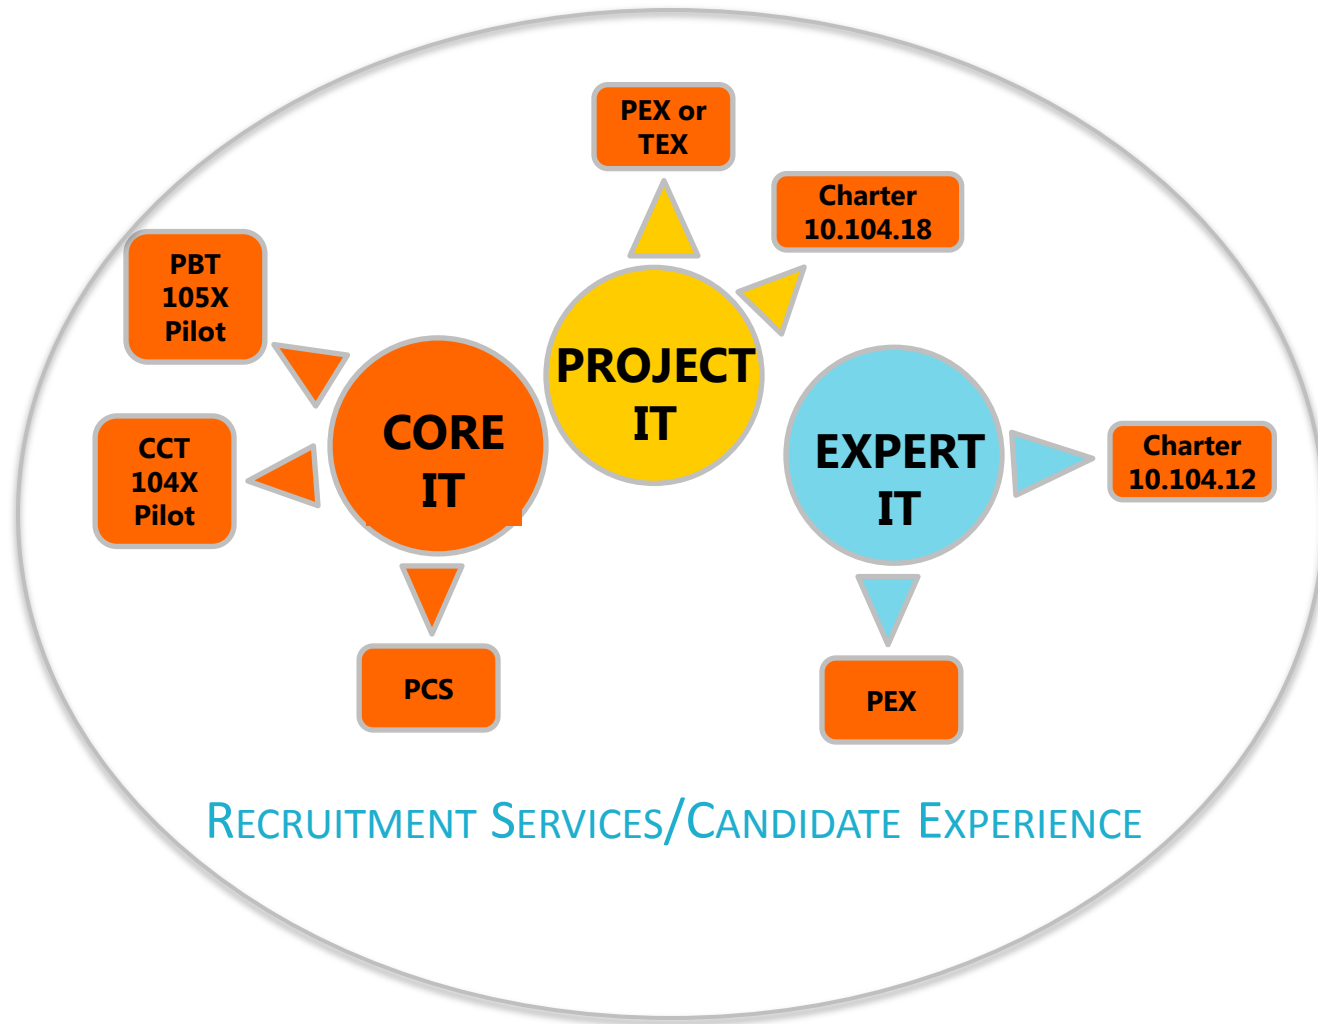 PEX or
TEX
Charter
10.104.18
PBT
105X
Pilot
PROJECT
IT
CORE
IT
CCT
104X
Pilot
EXPERT
IT
Charter
10.104.12
PCS
PEX
RECRUITMENT SERVICES/CANDIDATE EXPERIENCE